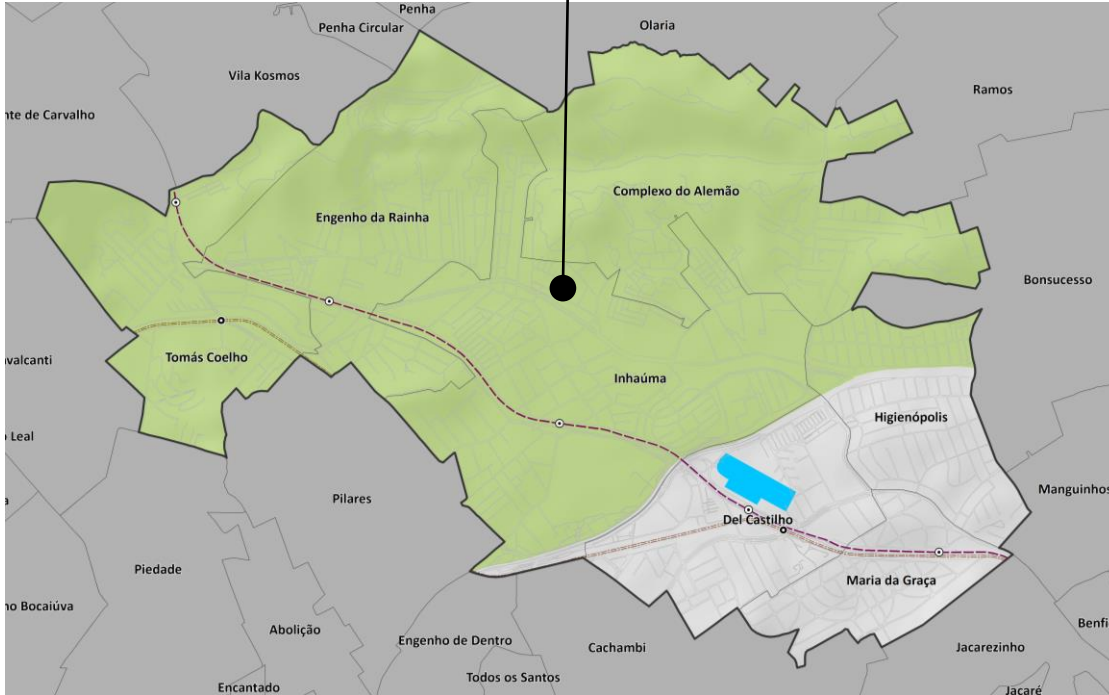 Penha
Penha Circular
Olaria
Vila Kosmos
Ramos
nte de Carvalho
Complexo do Alemão
Engenho da Rainha
Bonsucesso
Tomás Coelho
avalcanti
Inhaúma
Higienópolis
Leal
Manguinhos
Pilares
Del Castilho
Piedade
Maria da Graça
ho Bocaiúva
Abolição
Benfi
Engenho de Dentro
Cachambi
Jacarezinho
Todos os Santos
Encantado
Jacaré